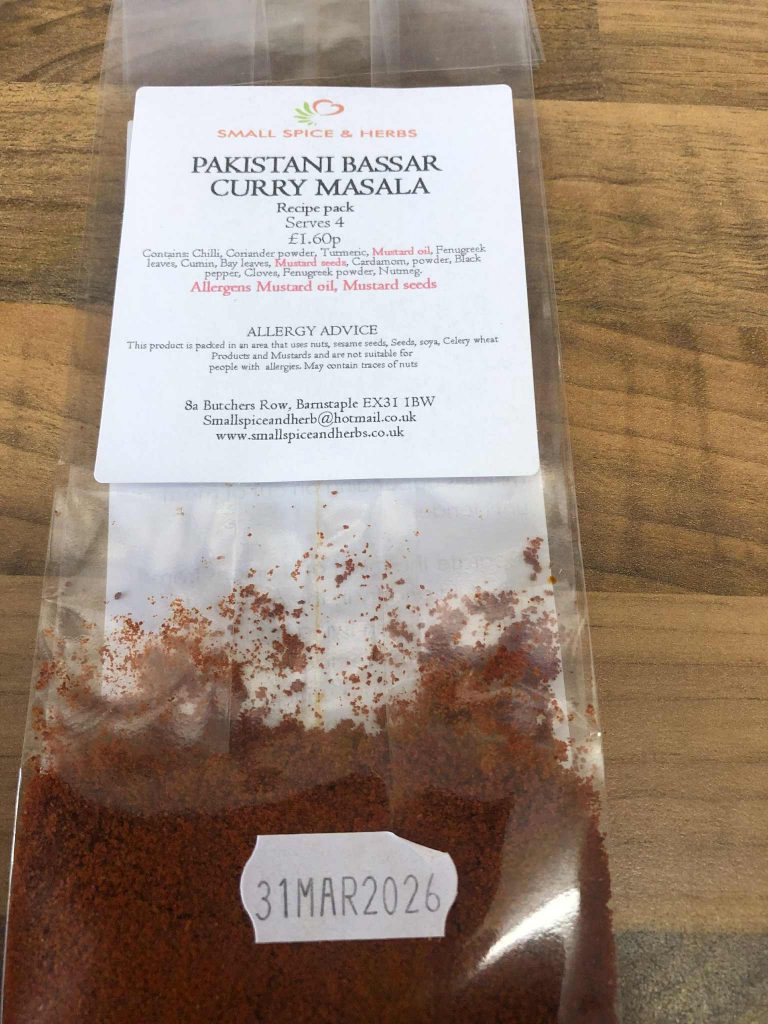 SMALL SPICE & HERBS
PAKISTANI BASSAR
CURRY MASALA
Recipe pack
Serves 4
£1.60p
Contains: Chilli, Coriander powder, Turmeric, Mustard oil, Fenugreek
leaves, Cumin, Bay leaves, Mustard seeds, Cardamom, powder, Black
pepper, Cloves, Fenugreek powder, Nutmeg.
Allergens Mustard oil, Mustard seeds
ALLERGY ADVICE
This product is packed in an area that uses nuts, sesame seeds, Seeds, soya, Celery wheat
Products and Mustards and are not suitable for
people with allergies. May contain traces of nuts
8a Butchers Row, Barnstaple EX31 1BW
Smallspiceandherb@hotmail.co.uk
www.smallspiceandherbs.co.uk
31MAR2026